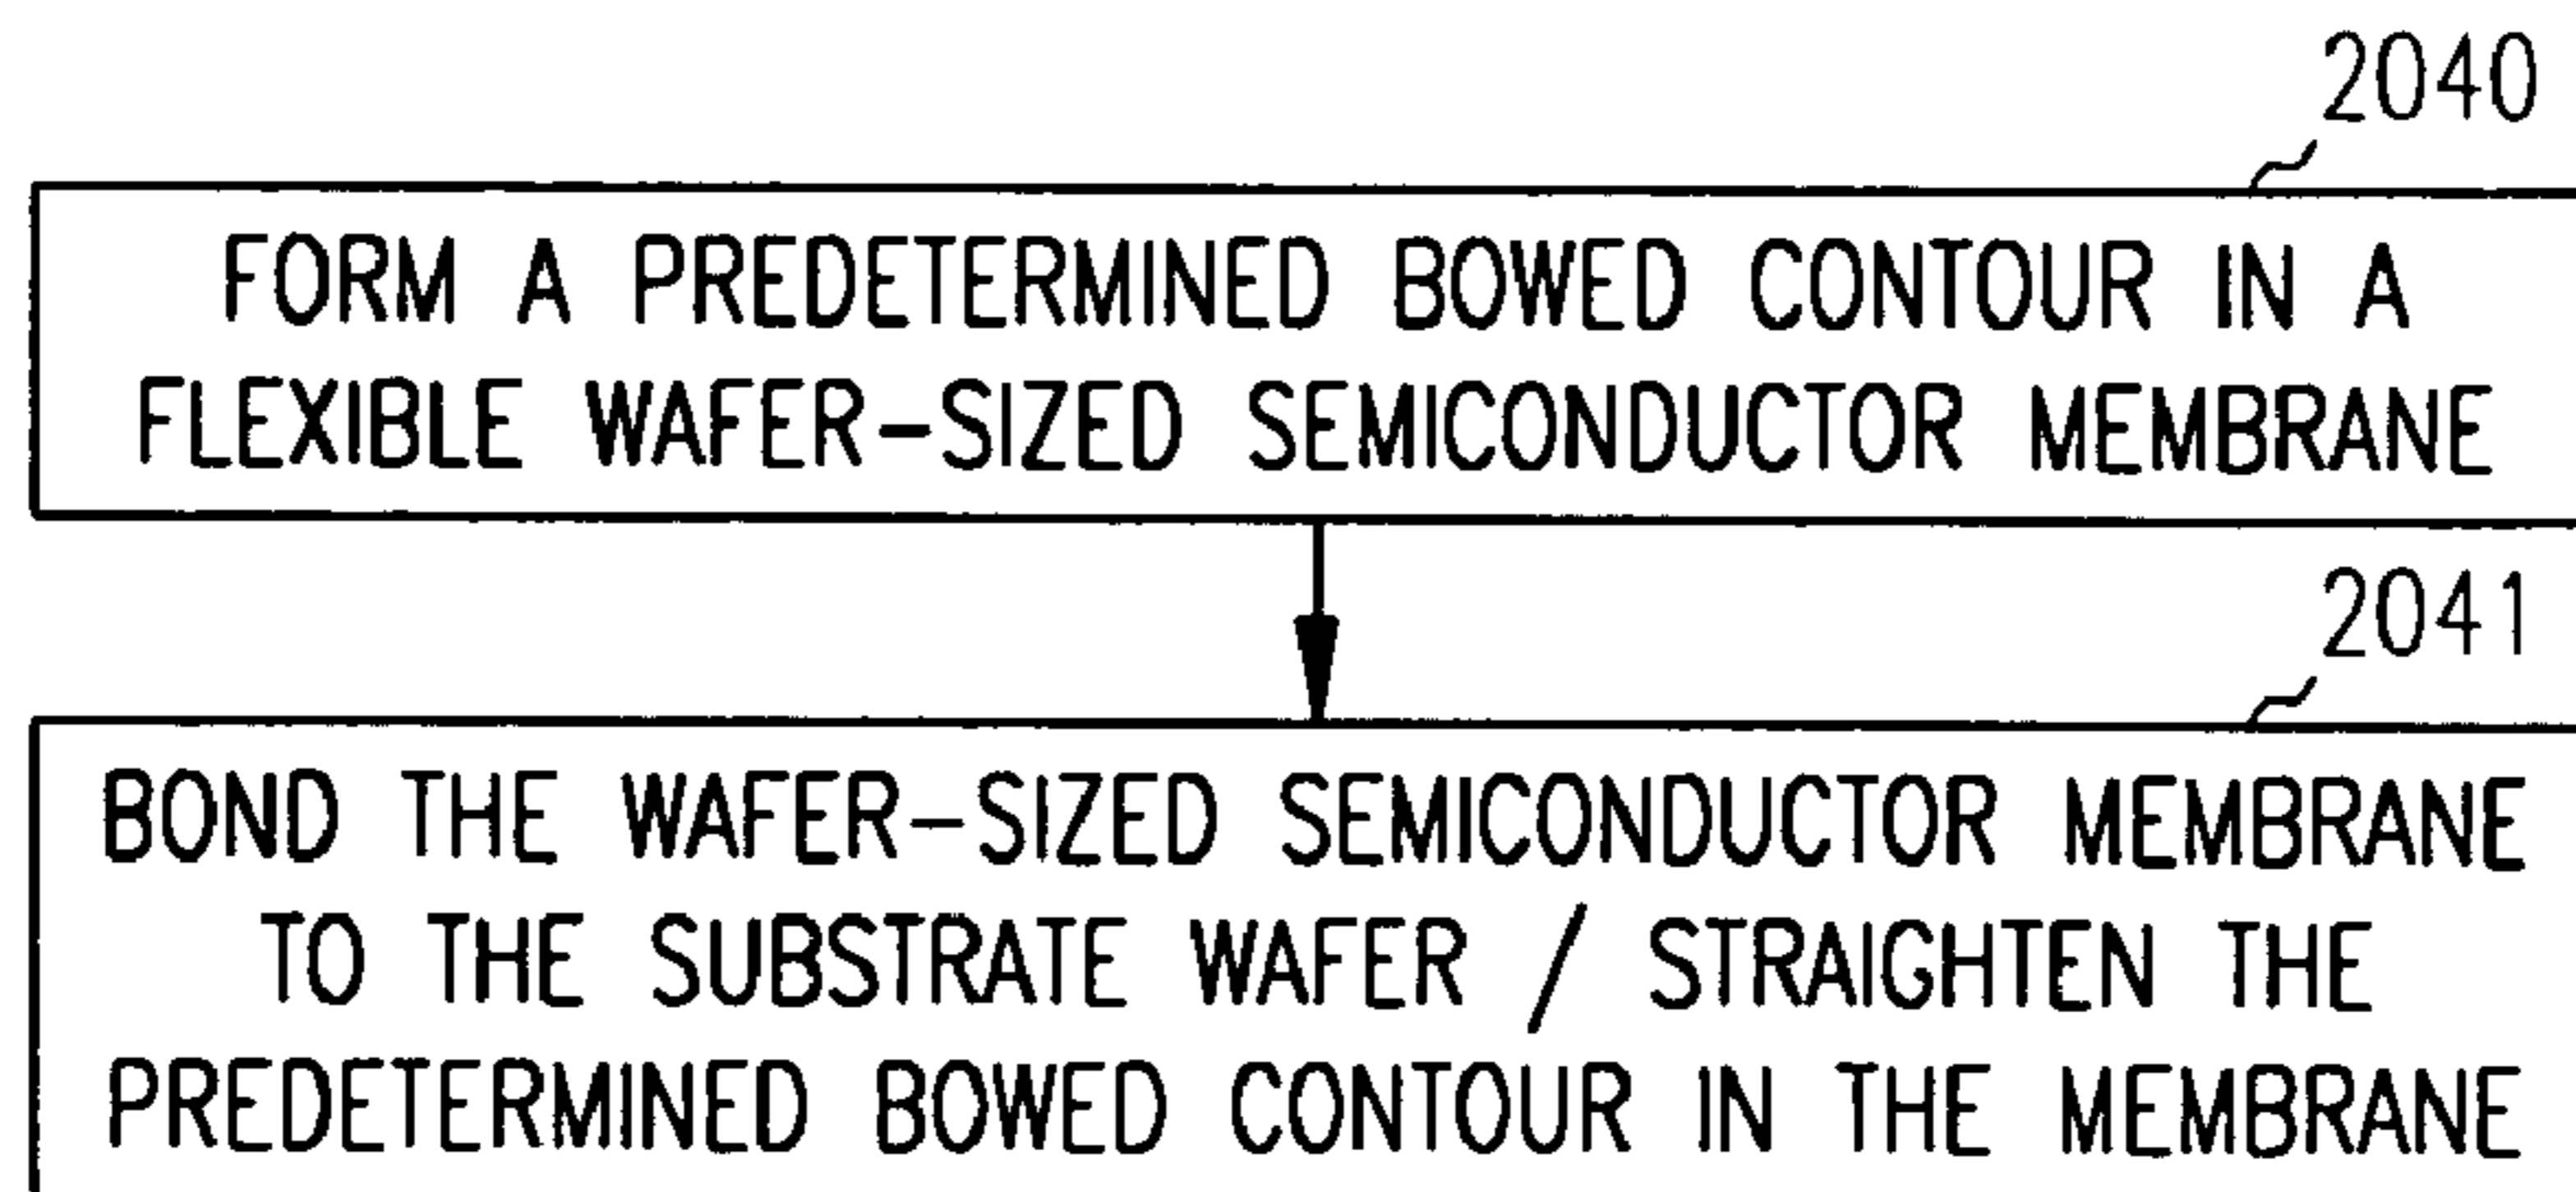 2040
FORM A PREDETERMINED BOWED CONTOUR IN A
FLEXIBLE WAFER-SIZED SEMICONDUCTOR MEMBRANE
2041
BOND THE WAFER-SIZED SEMICONDUCTOR MEMBRANE
TO THE SUBSTRATE WAFER / STRAIGHTEN THE
PREDETERMINED BOWED CONTOUR IN THE MEMBRANE